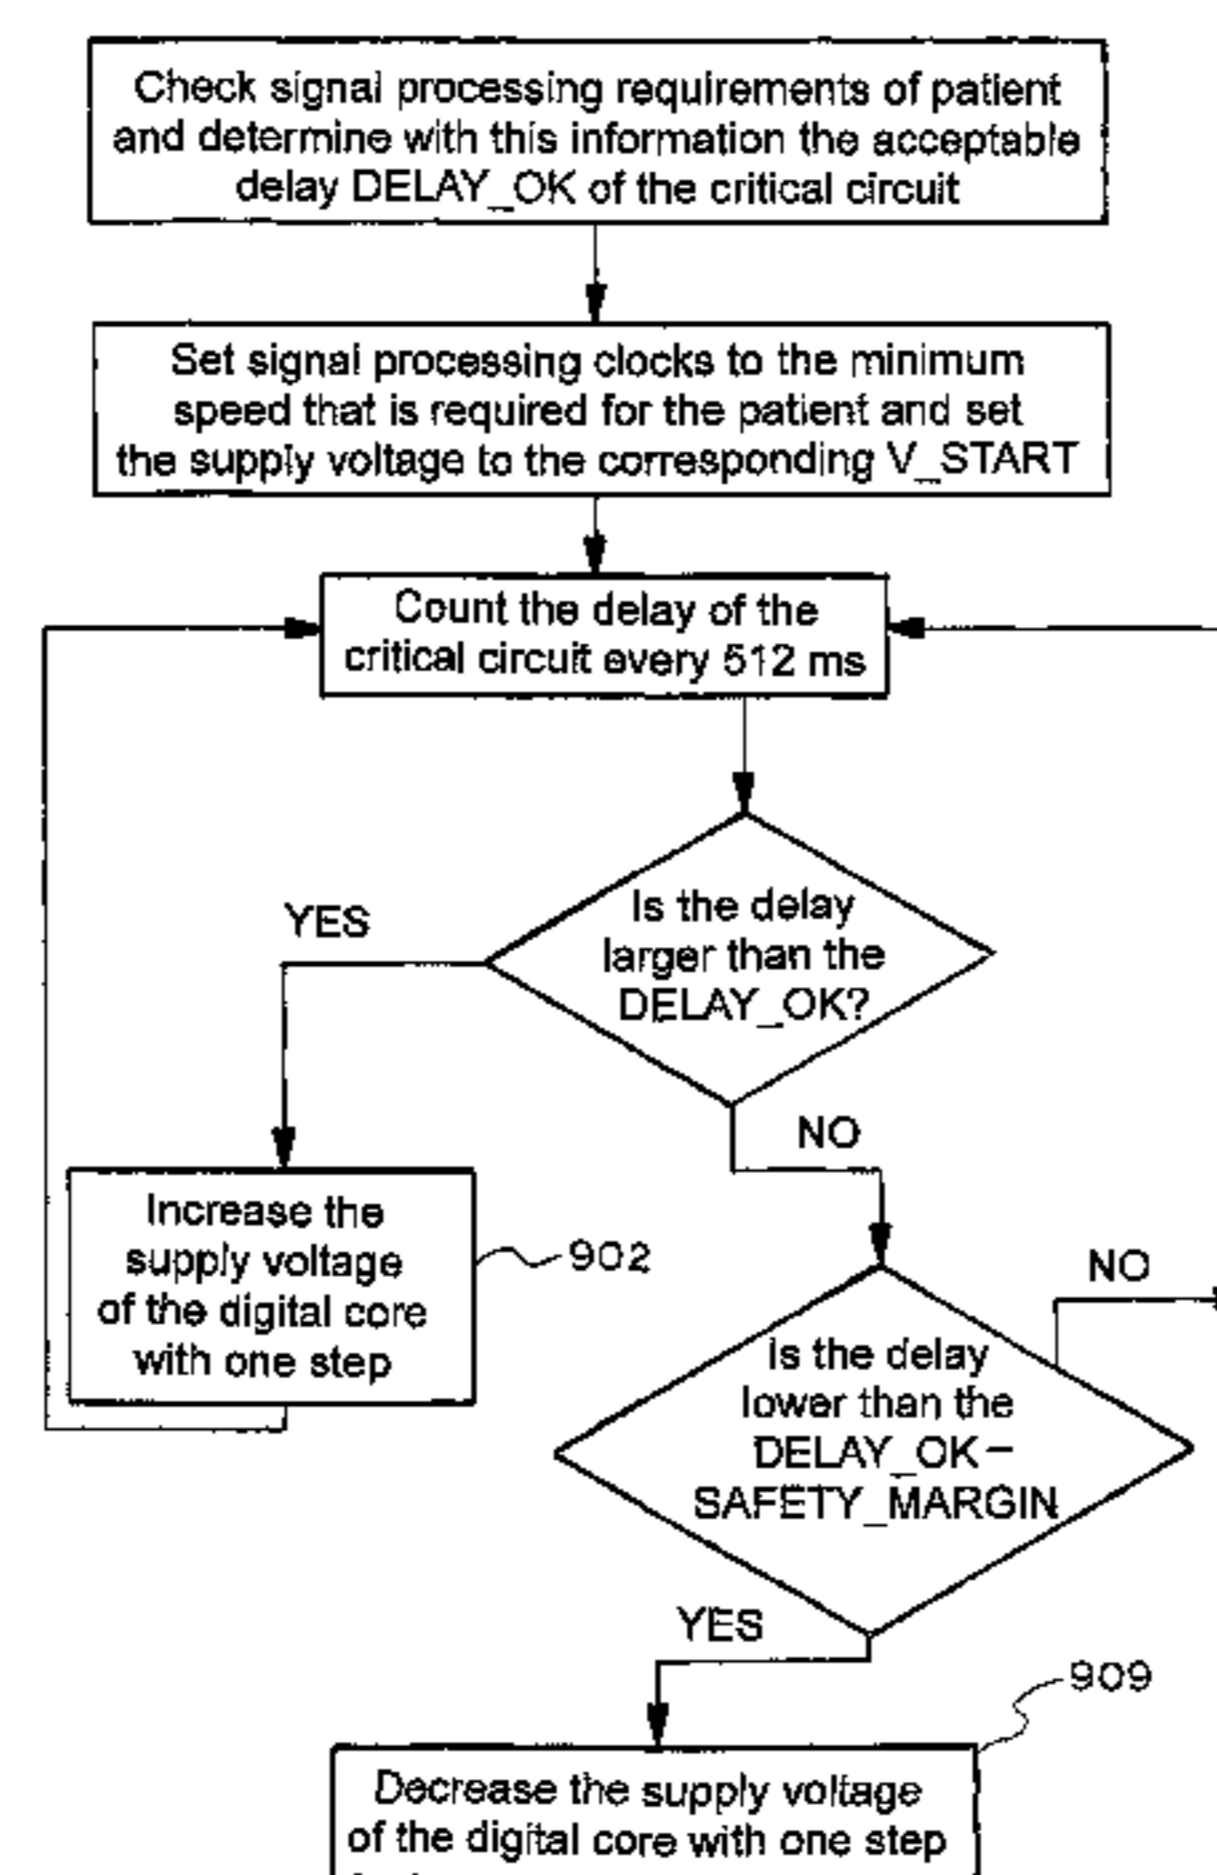 Check signal processing requirements of patient
and determine with this information the acceptable
delay DELAY_OK of the critical circuit
Set signal processing clocks to the minimum
speed that is required for the patient and set
the supply voltage to the corresponding V_START
Count the delay of the
critical circuit every 512 ms
YES
Is the delay
larger than the
DELAY_OK?
NO
Increase the
supply voltage
of the digital core
with one step
902
NO
Is the delay
lower than the
DELAY_OK–
SAFETY_MARGIN
YES
909
Decrease the supply voltage
of the digital core with one step